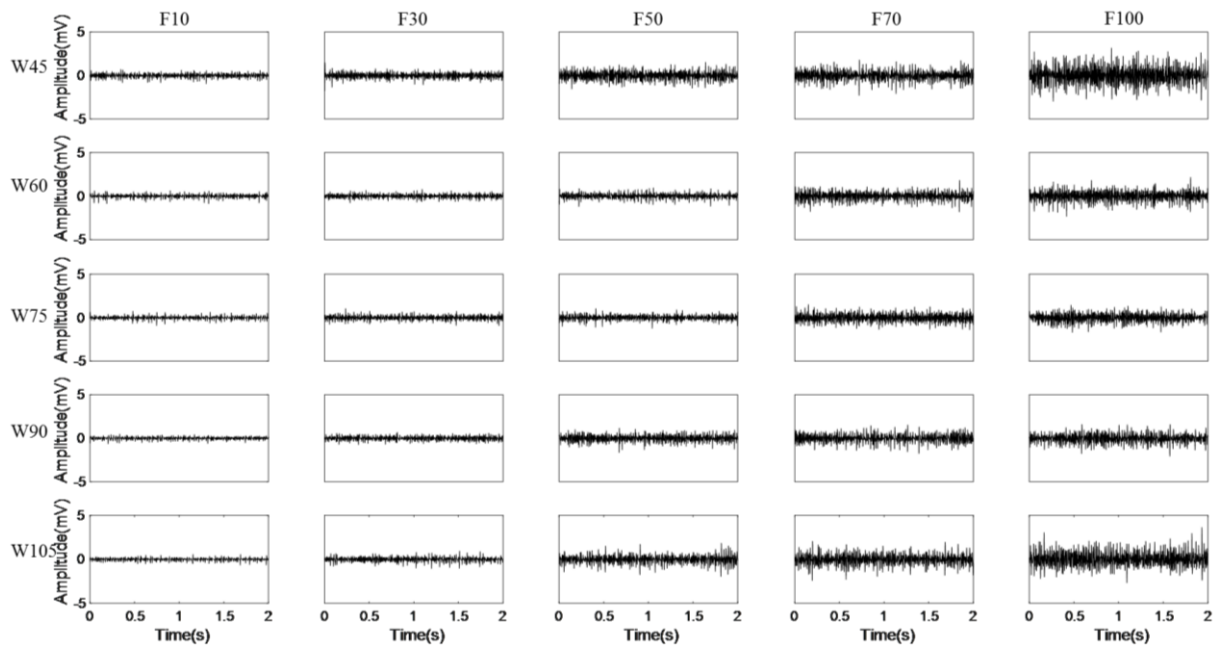 F10 F30 F50 F70 F100
W45 Amplitude(mV) 5 0 -5
W60 Amplitude(mV) 5 0 -5
W75 Amplitude(mV) 5 0 -5
W90 Amplitude(mV) 5 0 -5
W105 Amplitude(mV) 5 0 -5
0 0.5 1 1.5 2 0 0.5 1 1.5 2 0 0.5 1 1.5 2 0 0.5 1 1.5 2 0 0.5 1 1.5 2
Time(s) Time(s) Time(s) Time(s) Time(s)